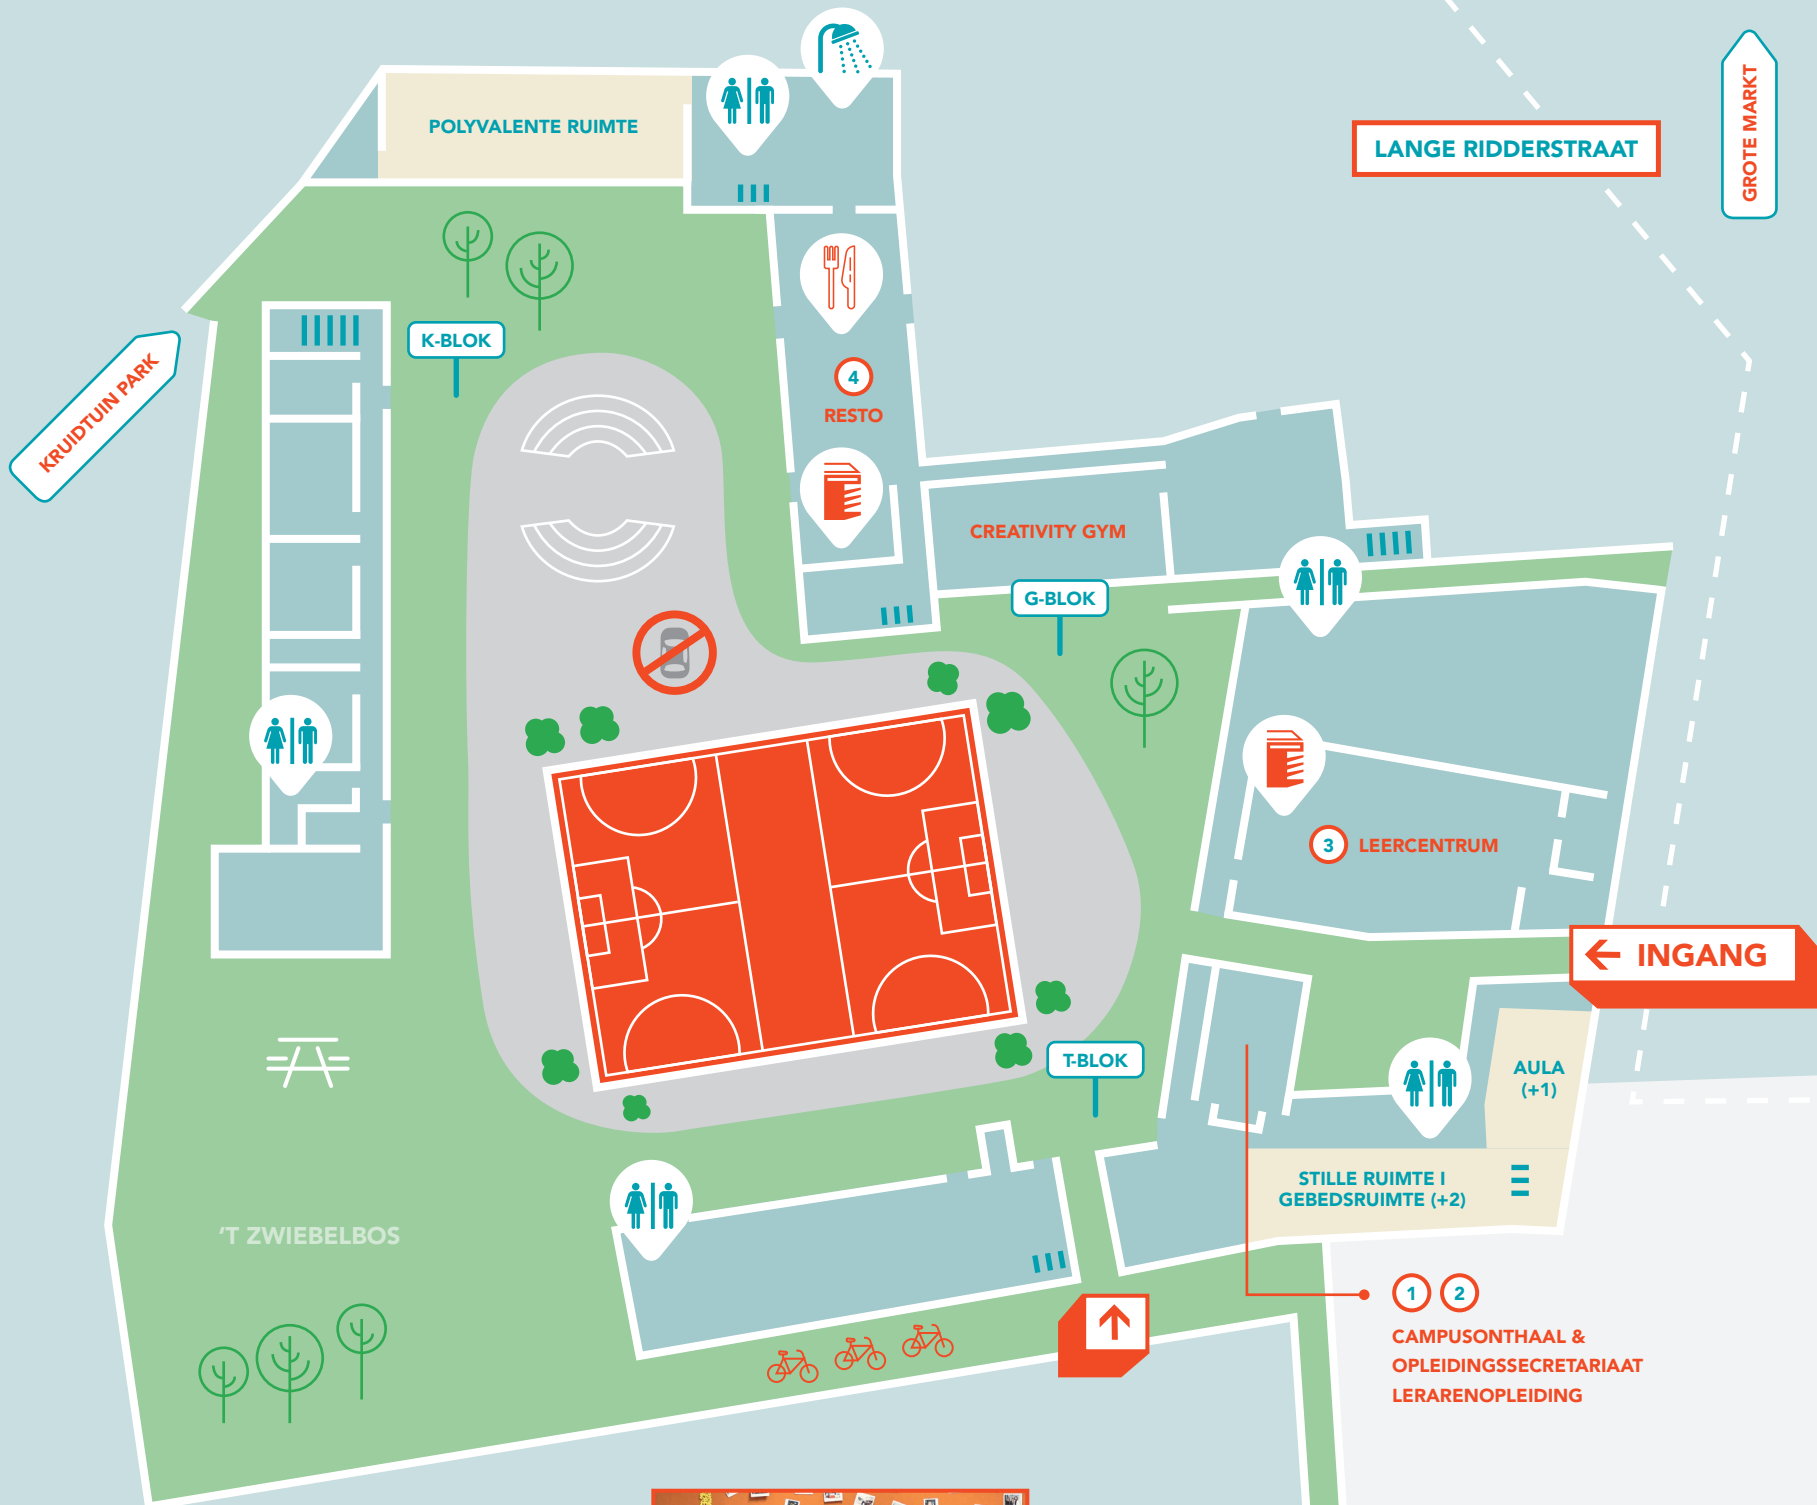 POLYVALENTE RUIMTE
LANGE RIDDERSTRAAT
GROTE MARKT
K-BLOK
KRUIDTUIN PARK
4
RESTO
CREATIVITY GYM
G-BLOK
3 LEERCENTRUM
INGANG
T-BLOK
AULA
(+1)
STILLE RUIMTE I
GEBEDSRUIMTE (+2)
'T ZWIEBELBOS
1 2
CAMPUSONTHAAL &
OPLEIDINGSSECRETARIAAT
LERARENOPLEIDING